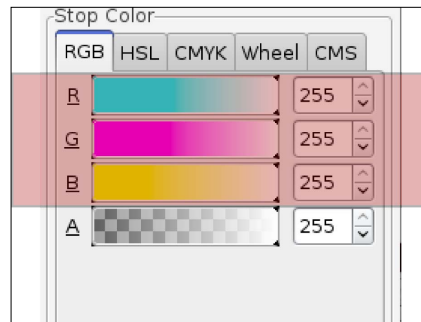 Stop Color
RGB HSL CMYK Wheel CMS
R 255
G 255
B 255
A 255